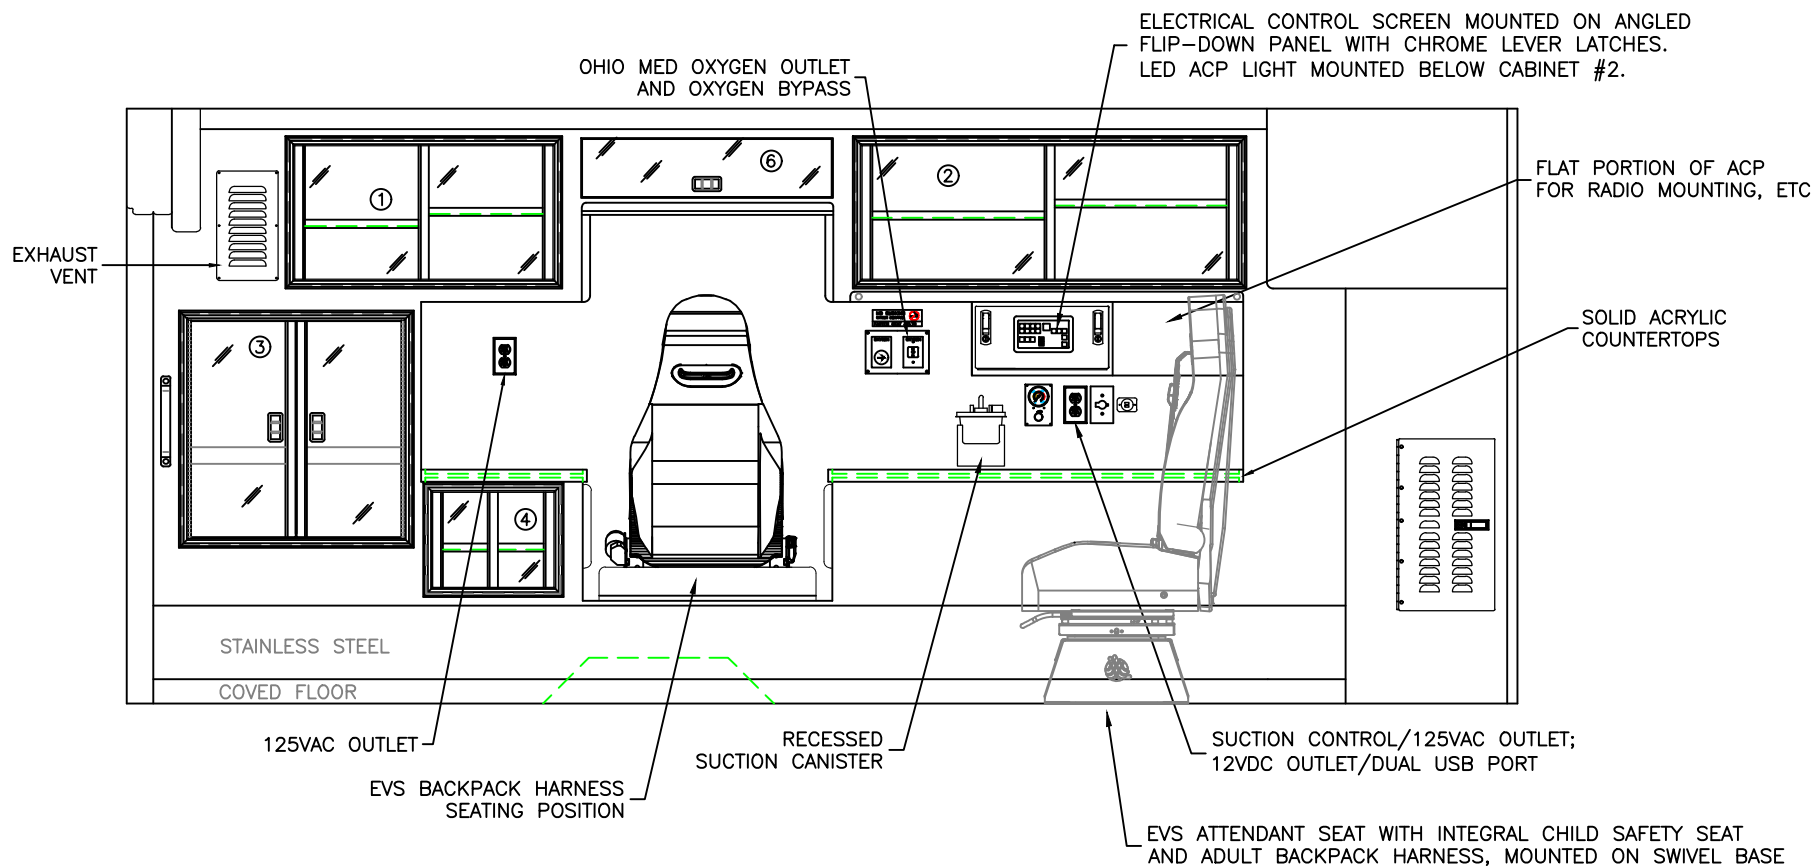 ELECTRICAL CONTROL SCREEN MOUNTED ON ANGLED
FLIP-DOWN PANEL WITH CHROME LEVER LATCHES.
LED ACP LIGHT MOUNTED BELOW CABINET #2.
OHIO MED OXYGEN OUTLET
AND OXYGEN BYPASS
FLAT PORTION OF ACP
FOR RADIO MOUNTING, ETC
EXHAUST
VENT
1
6
2
SOLID ACRYLIC
COUNTERTOPS
3
4
STAINLESS STEEL
COVED FLOOR
125VAC OUTLET
RECESSED
SUCTION CANISTER
SUCTION CONTROL/125VAC OUTLET;
12VDC OUTLET/DUAL USB PORT
EVS BACKPACK HARNESS
SEATING POSITION
EVS ATTENDANT SEAT WITH INTEGRAL CHILD SAFETY SEAT
AND ADULT BACKPACK HARNESS, MOUNTED ON SWIVEL BASE